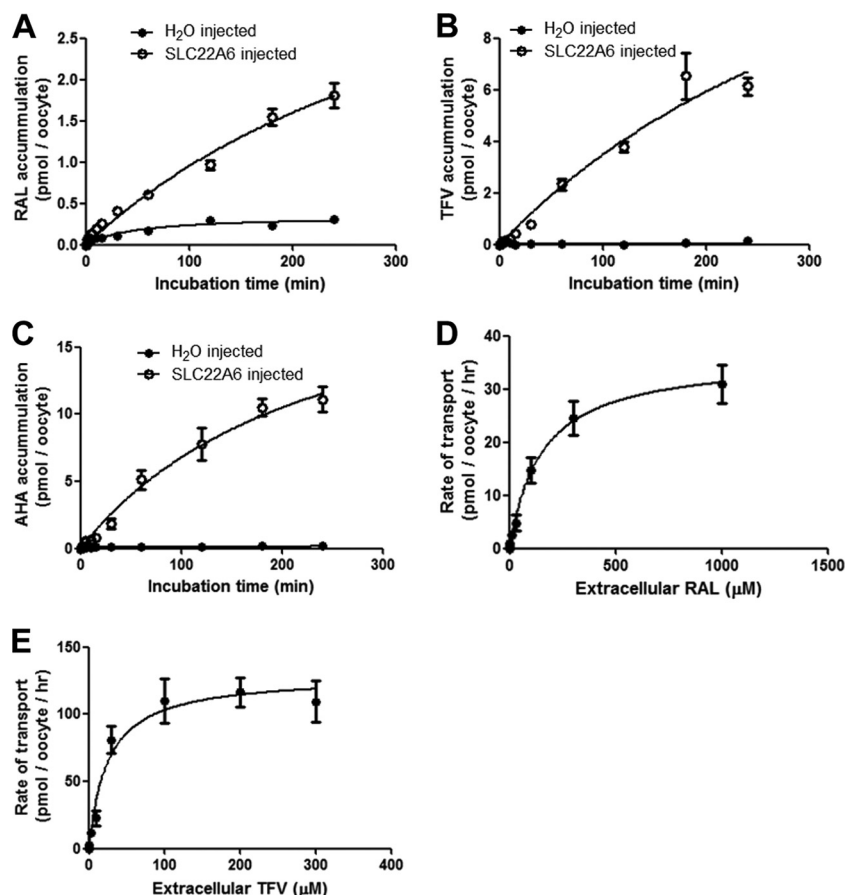 A
H₂O injected
SLC22A6 injected
RAL accummulation
(pmol / oocyte)
2.5
2.0
1.5
1.0
0.5
0.0
0
100
200
300
Incubation time (min)
B
H₂O injected
SLC22A6 injected
TFV accummulation
(pmol / oocyte)
8
6
4
2
0
0
100
200
300
Incubation time (min)
C
H₂O injected
SLC22A6 injected
AHA accummulation
(pmol / oocyte)
15
10
5
0
0
100
200
300
Incubation time (min)
D
Rate of transport
(pmol / oocyte / hr)
40
30
20
10
0
0
500
1000
1500
Extracellular RAL (µM)
E
Rate of transport
(pmol / oocyte / hr)
150
100
50
0
0
100
200
300
400
Extracellular TFV (µM)